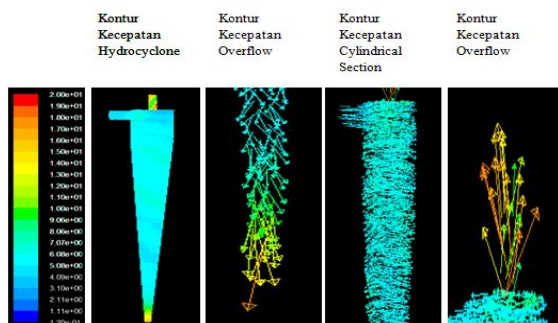 Kontur
Kecepatan
Hydrocyclone
Kontur
Kecepatan
Overflow
Kontur
Kecepatan
Cylindrical
Section
Kontur
Kecepatan
Overflow
2.00e+01
1.90e+01
1.80e+01
1.70e+01
1.60e+01
1.50e+01
1.40e+01
1.30e+01
1.20e+01
1.10e+01
1.00e+01
9.06e+00
8.06e+00
7.07e+00
6.08e+00
5.08e+00
4.09e+00
3.10e+00
2.11e+00
1.11e+00